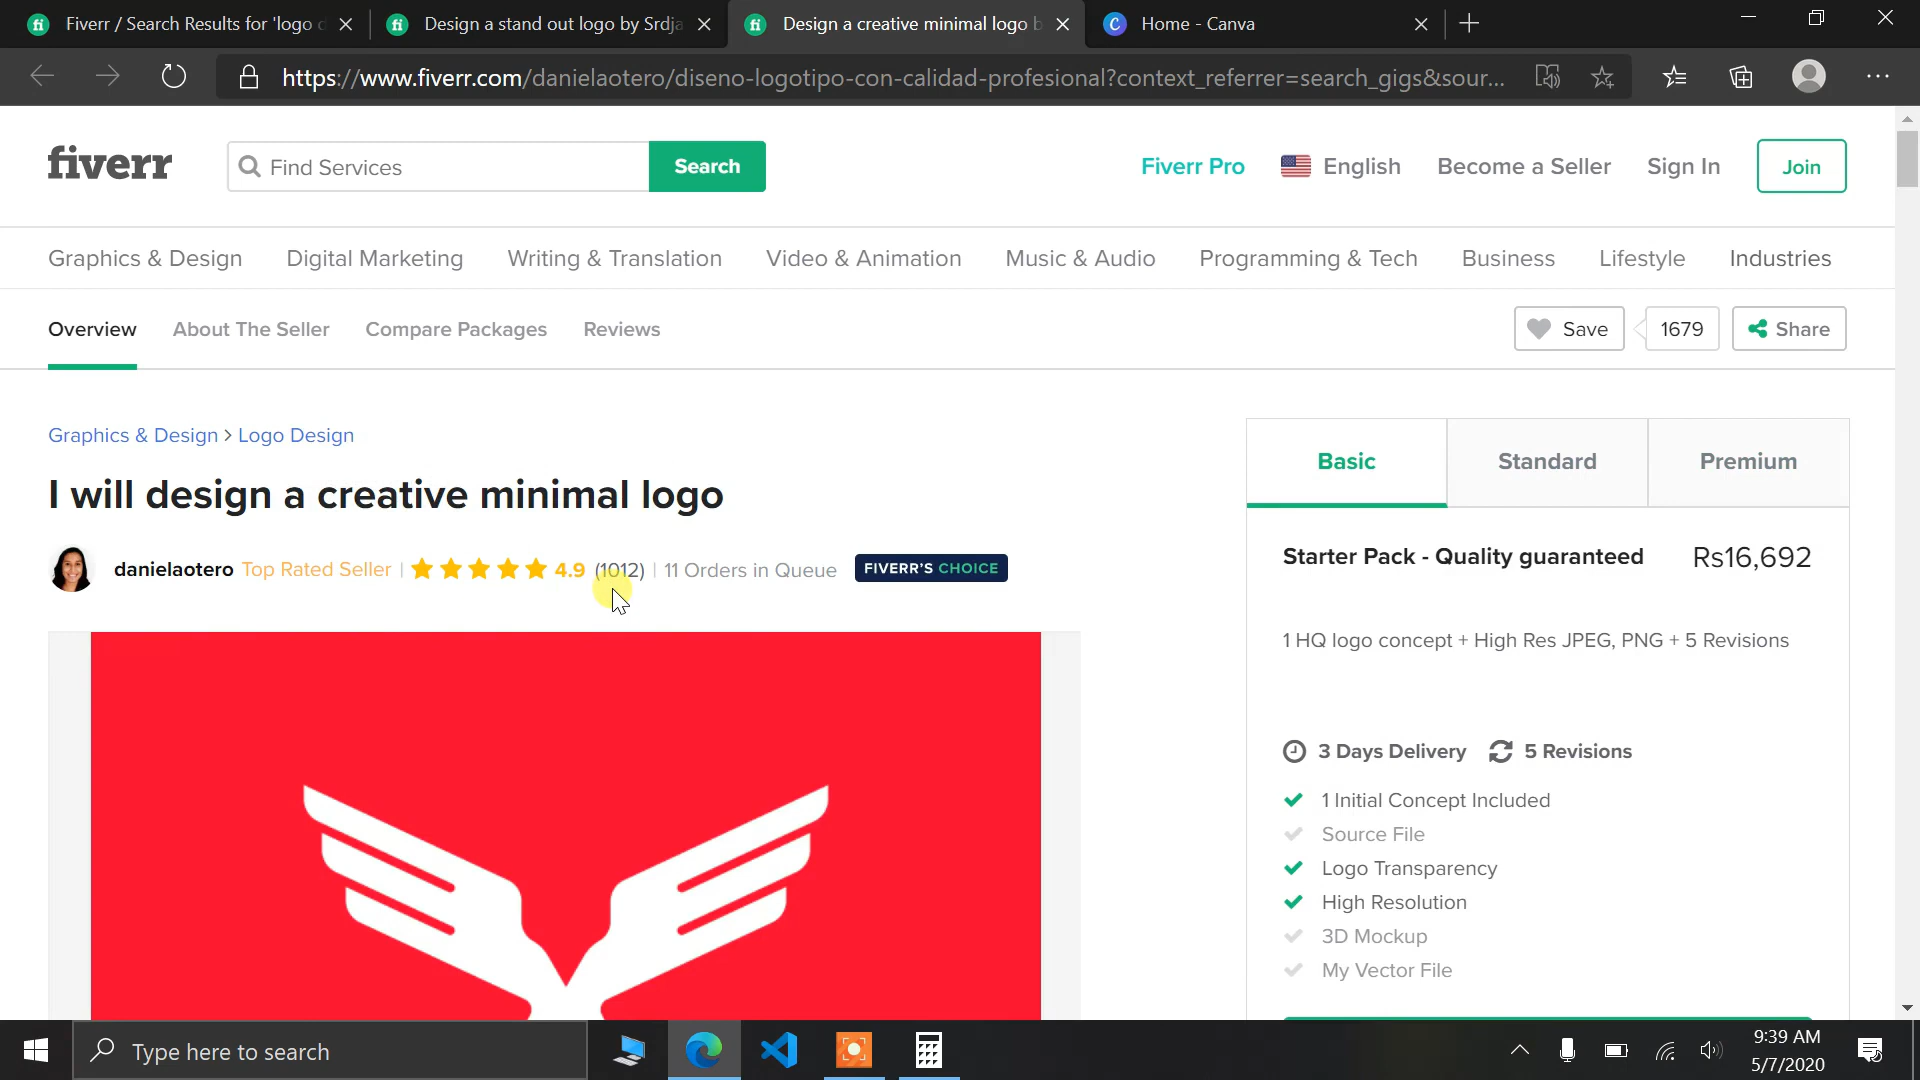 Fiverr / Search Results for 'logo d
Design a stand out logo by Srdja
Design a creative minimal logo b
Home - Canva
https://www.fiverr.com/danielaotero/diseno-logotipo-con-calidad-profesional?context_referrer=search_gigs&sour...
fiverr
Find Services
Search
Fiverr Pro
English
Become a Seller
Sign In
Join
Graphics & Design
Digital Marketing
Writing & Translation
Video & Animation
Music & Audio
Programming & Tech
Business
Lifestyle
Industries
Overview
About The Seller
Compare Packages
Reviews
Save
1679
Share
Graphics & Design > Logo Design
I will design a creative minimal logo
danielaotero Top Rated Seller | 4.9 (1012) | 11 Orders in Queue FIVERR'S CHOICE
Basic
Standard
Premium
Starter Pack - Quality guaranteed Rs16,692
1 HQ logo concept + High Res JPEG, PNG + 5 Revisions
3 Days Delivery 5 Revisions
1 Initial Concept Included
Source File
Logo Transparency
High Resolution
3D Mockup
My Vector File
Type here to search
9:39 AM
5/7/2020